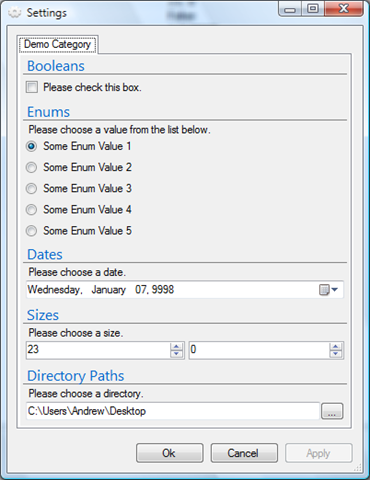 Settings
Demo Category
Booleans
Please check this box.
Enums
Please choose a value from the list below.
Some Enum Value 1
Some Enum Value 2
Some Enum Value 3
Some Enum Value 4
Some Enum Value 5
Dates
Please choose a date.
Wednesday, January 07, 9998
Sizes
Please choose a size.
23 0
Directory Paths
Please choose a directory.
C:\Users\Andrew\Desktop ...
Ok Cancel Apply